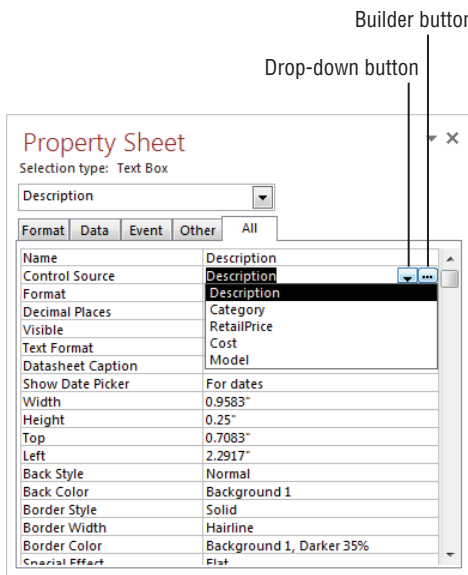 Builder button
Drop-down button
Property Sheet
Selection type: Text Box
Description
Format Data Event Other All
Name Description
Control Source Description
Format Description
Decimal Places Category
Visible RetailPrice
Text Format Cost
Datasheet Caption Model
Show Date Picker For dates
Width 0.9583"
Height 0.25"
Top 0.7083"
Left 2.2917"
Back Style Normal
Back Color Background 1
Border Style Solid
Border Width Hairline
Border Color Background 1, Darker 35%
Special Effect Flat